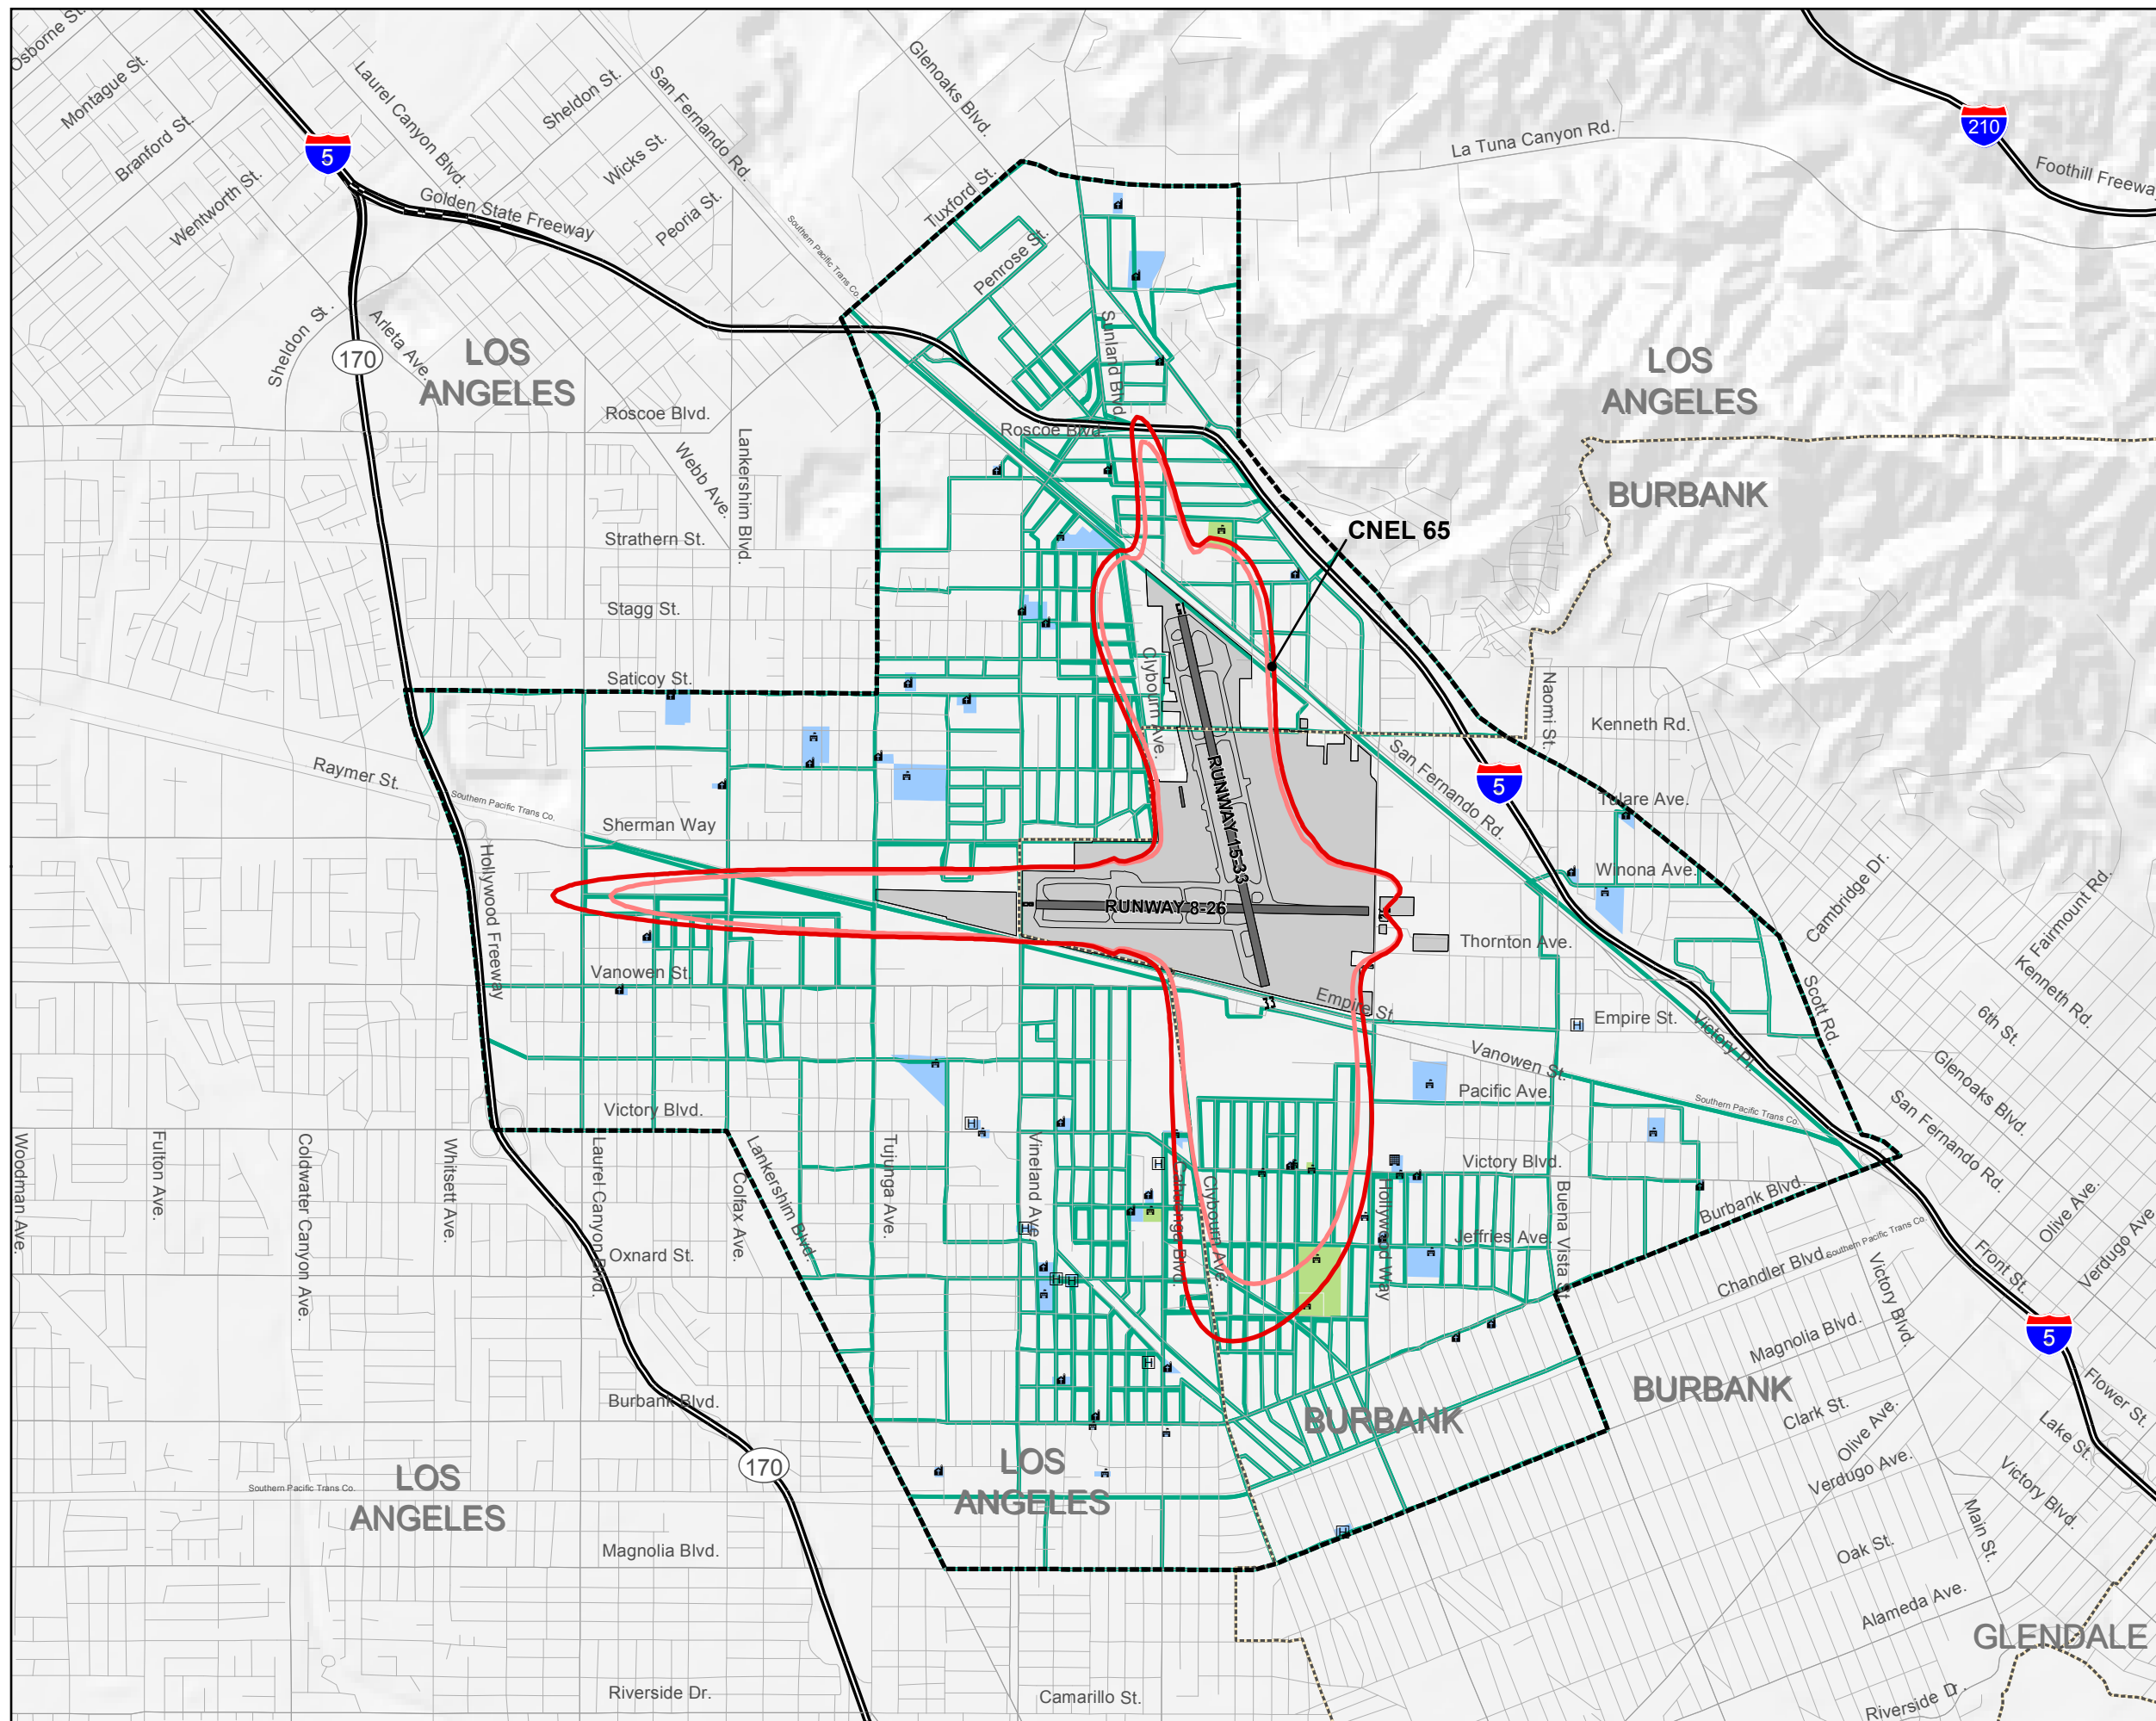 Osborne St.
Montague St.
Branford St.
Wentworth St.
Laurel Canyon Blvd.
Sheldon St.
Wicks St.
Peoria St.
San Fernando Rd.
Glenoaks Blvd.
La Tuna Canyon Rd.
210
Foothill Freewa
5
Golden State Freeway
Southern Pacific Trans Co.
Tuxford St.
Penrose St.
Sunland Blvd.
Sheldon St.
Arleta Ave.
170
LOS
ANGELES
LOS
ANGELES
Roscoe Blvd.
Roscoe Blvd.
Webb Ave.
Lankershim Blvd.
BURBANK
CNEL 65
Strathern St.
Stagg St.
Saticoy St.
Clybourn Ave.
Naomi St.
Kenneth Rd.
Raymer St.
Southern Pacific Trans Co.
San Fernando Rd.
5
Tulare Ave.
Sherman Way
RUNWAY 15-33
Winona Ave.
Cambridge Dr.
Fairmount Rd.
Kenneth Rd.
Hollywood Freeway
RUNWAY 8-26
Thornton Ave.
Vanowen St.
33
Empire St.
Empire St.
Scott Rd.
6th St.
Victory Pl.
Vanowen St.
Pacific Ave.
Southern Pacific Trans Co.
Glenoaks Blvd.
San Fernando Rd.
H
H
Victory Blvd.
Woodman Ave.
Fulton Ave.
Coldwater Canyon Ave.
Whitsett Ave.
Laurel Canyon Blvd.
Colfax Ave.
Lankershim Blvd.
Tujunga Ave.
Vineland Ave.
H
H
Cahuenga Blvd.
Clybourn Ave.
Hollywood Way
Victory Blvd.
Buena Vista St.
Burbank Blvd.
Jeffries Ave.
Oxnard St.
H
H
Chandler Blvd.
Southern Pacific Trans Co.
Olive Ave.
Verdugo Ave.
Front St.
Victory Blvd.
Magnolia Blvd.
5
H
Burbank Blvd.
BURBANK
BURBANK
Clark St.
Olive Ave.
Flower St.
Lake St.
170
LOS
ANGELES
LOS
ANGELES
Southern Pacific Trans Co.
Verdugo Ave.
Victory Blvd.
Main St.
H
Magnolia Blvd.
Oak St.
Alameda Ave.
GLENDALE
Riverside Dr.
Camarillo St.
Riverside Dr.